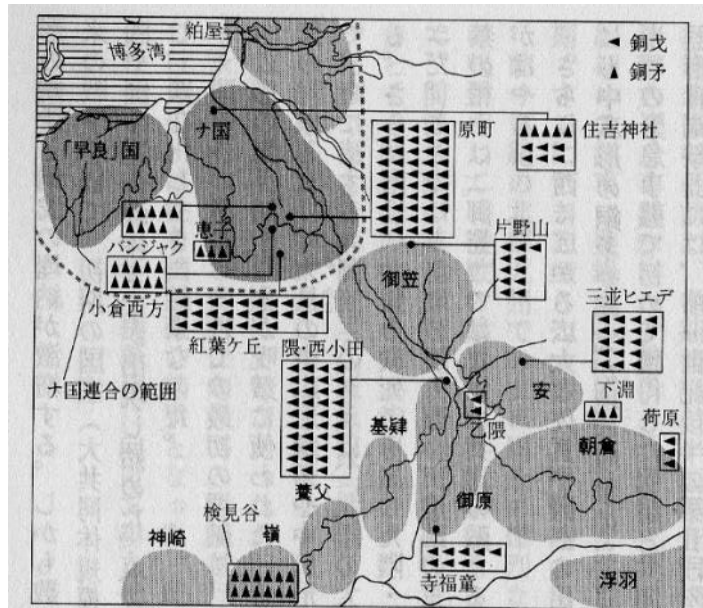 粕屋
博多湾
銅戈
銅矛
ナ国
原町
住吉神社
「早良」国
恵子
バンジャク
片野山
御笠
三並ヒエデ
小倉西方
紅葉ケ丘
隈・西小田
安
ナ国連合の範囲
下淵
乙隈
荷原
基肄
朝倉
養父
御原
検見谷
神崎
嶺
寺福童
浮羽